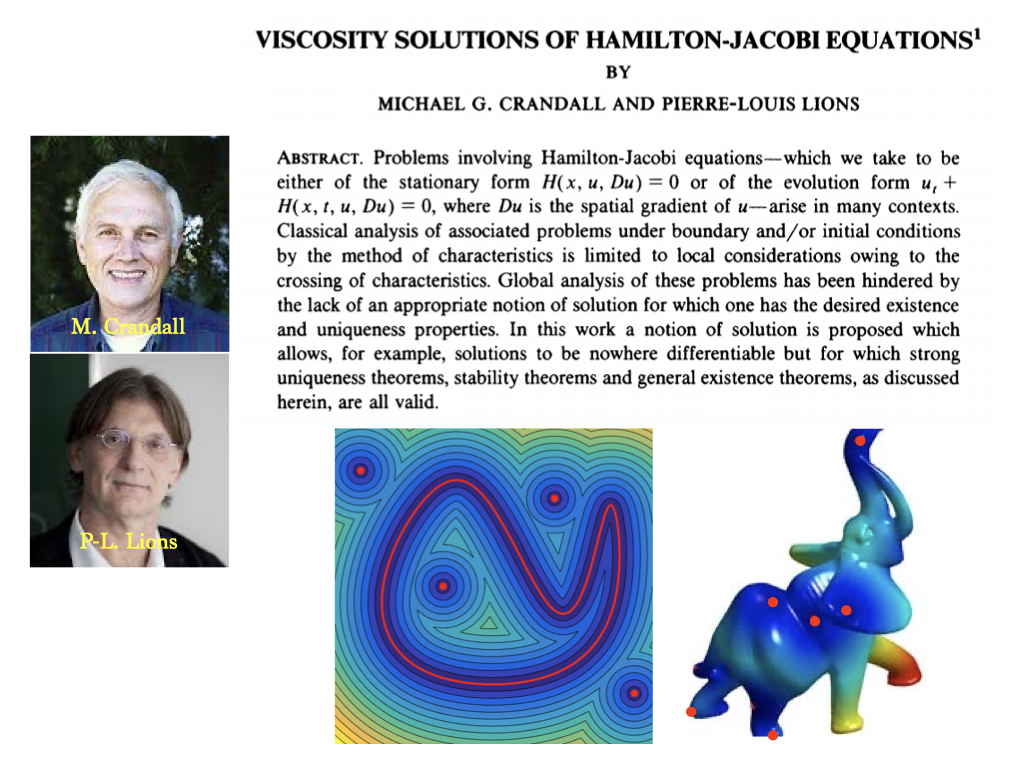 VISCOSITY SOLUTIONS OF HAMILTON-JACOBI EQUATIONS¹
BY
MICHAEL G. CRANDALL AND PIERRE-LOUIS LIONS
ABSTRACT. Problems involving Hamilton-Jacobi equations—which we take to be
either of the stationary form H(x, u, Du) = 0 or of the evolution form uₜ +
H(x, t, u, Du) = 0, where Du is the spatial gradient of u—arise in many contexts.
Classical analysis of associated problems under boundary and/or initial conditions
by the method of characteristics is limited to local considerations owing to the
crossing of characteristics. Global analysis of these problems has been hindered by
the lack of an appropriate notion of solution for which one has the desired existence
and uniqueness properties. In this work a notion of solution is proposed which
allows, for example, solutions to be nowhere differentiable but for which strong
uniqueness theorems, stability theorems and general existence theorems, as discussed
herein, are all valid.
M. Crandall
P-L. Lions